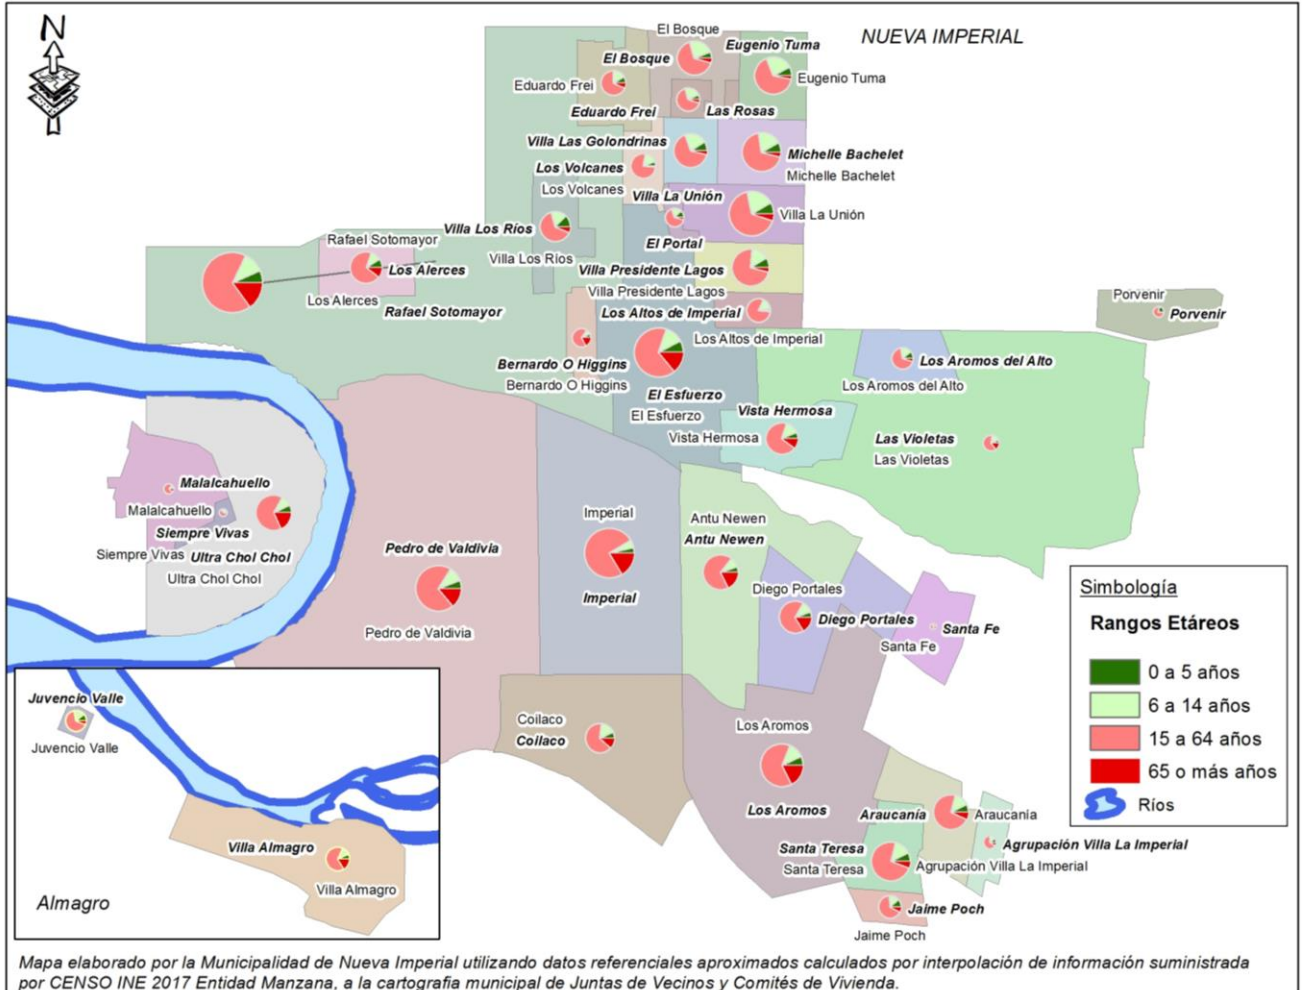 N
NUEVA IMPERIAL
El Bosque
Eugenio Tuma
El Bosque
Eugenio Tuma
Eduardo Frei
Eduardo Frei
Las Rosas
Villa Las Golondrinas
Michelle Bachelet
Los Volcanes
Michelle Bachelet
Los Volcanes
Villa La Unión
Villa La Unión
Villa Los Ríos
Rafael Sotomayor
El Portal
Villa Los Ríos
Los Alerces
Villa Presidente Lagos
Villa Presidente Lagos
Los Alerces
Rafael Sotomayor
Porvenir
Porvenir
Los Altos de Imperial
Los Altos de Imperial
Bernardo O Higgins
Bernardo O Higgins
Los Aromos del Alto
Los Aromos del Alto
El Esfuerzo
El Esfuerzo
Vista Hermosa
Vista Hermosa
Las Violetas
Las Violetas
Malalcahuello
Malalcahuello
Siempre Vivas
Siempre Vivas
Ultra Chol Chol
Ultra Chol Chol
Imperial
Antu Newen
Antu Newen
Pedro de Valdivia
Imperial
Diego Portales
Diego Portales
Pedro de Valdivia
Santa Fe
Santa Fe
Simbología
Rangos Etáreos
0 a 5 años
6 a 14 años
15 a 64 años
65 o más años
Ríos
Juvencio Valle
Juvencio Valle
Coilaco
Coilaco
Los Aromos
Los Aromos
Araucanía
Araucanía
Villa Almagro
Villa Almagro
Santa Teresa
Santa Teresa
Agrupación Villa La Imperial
Agrupación Villa La Imperial
Almagro
Jaime Poch
Jaime Poch
Mapa elaborado por la Municipalidad de Nueva Imperial utilizando datos referenciales aproximados calculados por interpolación de información suministrada
por CENSO INE 2017 Entidad Manzana, a la cartografia municipal de Juntas de Vecinos y Comités de Vivienda.